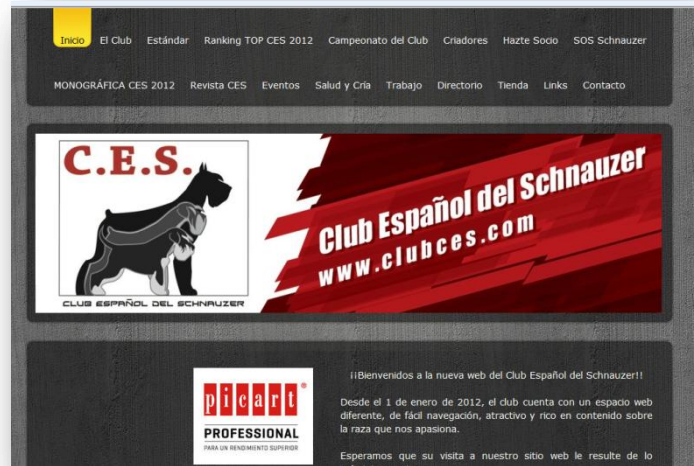 Inicio El Club Estándar Ranking TOP CES 2012 Campeonato del Club Criadores Hazte Socio SOS Schnauzer
MONOGRÁFICA CES 2012 Revista CES Eventos Salud y Cría Trabajo Directorio Tienda Links Contacto
C.E.S.
CLUB ESPAÑOL DEL SCHNAUZER
Club Español del Schnauzer
www.clubces.com
picart®
PROFESSIONAL
PARA UN RENDIMIENTO SUPERIOR
¡¡Bienvenidos a la nueva web del Club Español del Schnauzer!!
Desde el 1 de enero de 2012, el club cuenta con un espacio web
diferente, de fácil navegación, atractivo y rico en contenido sobre
la raza que nos apasiona.
Esperamos que su visita a nuestro sitio web le resulte de lo